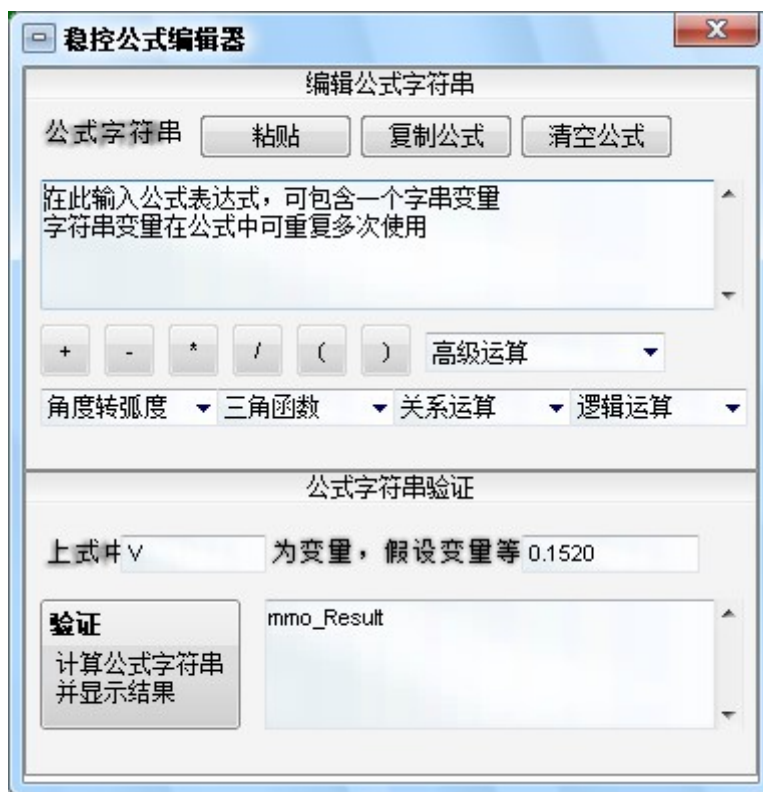 稳控公式编辑器
编辑公式字符串
公式字符串 粘贴 复制公式 清空公式
在此输入公式表达式，可包含一个字串变量
字符串变量在公式中可重复多次使用
+ - * / ( ) 高级运算
角度转弧度 三角函数 关系运算 逻辑运算
公式字符串验证
上式中 V 为变量，假设变量等 0.1520
验证 mmo_Result
计算公式字符串
并显示结果